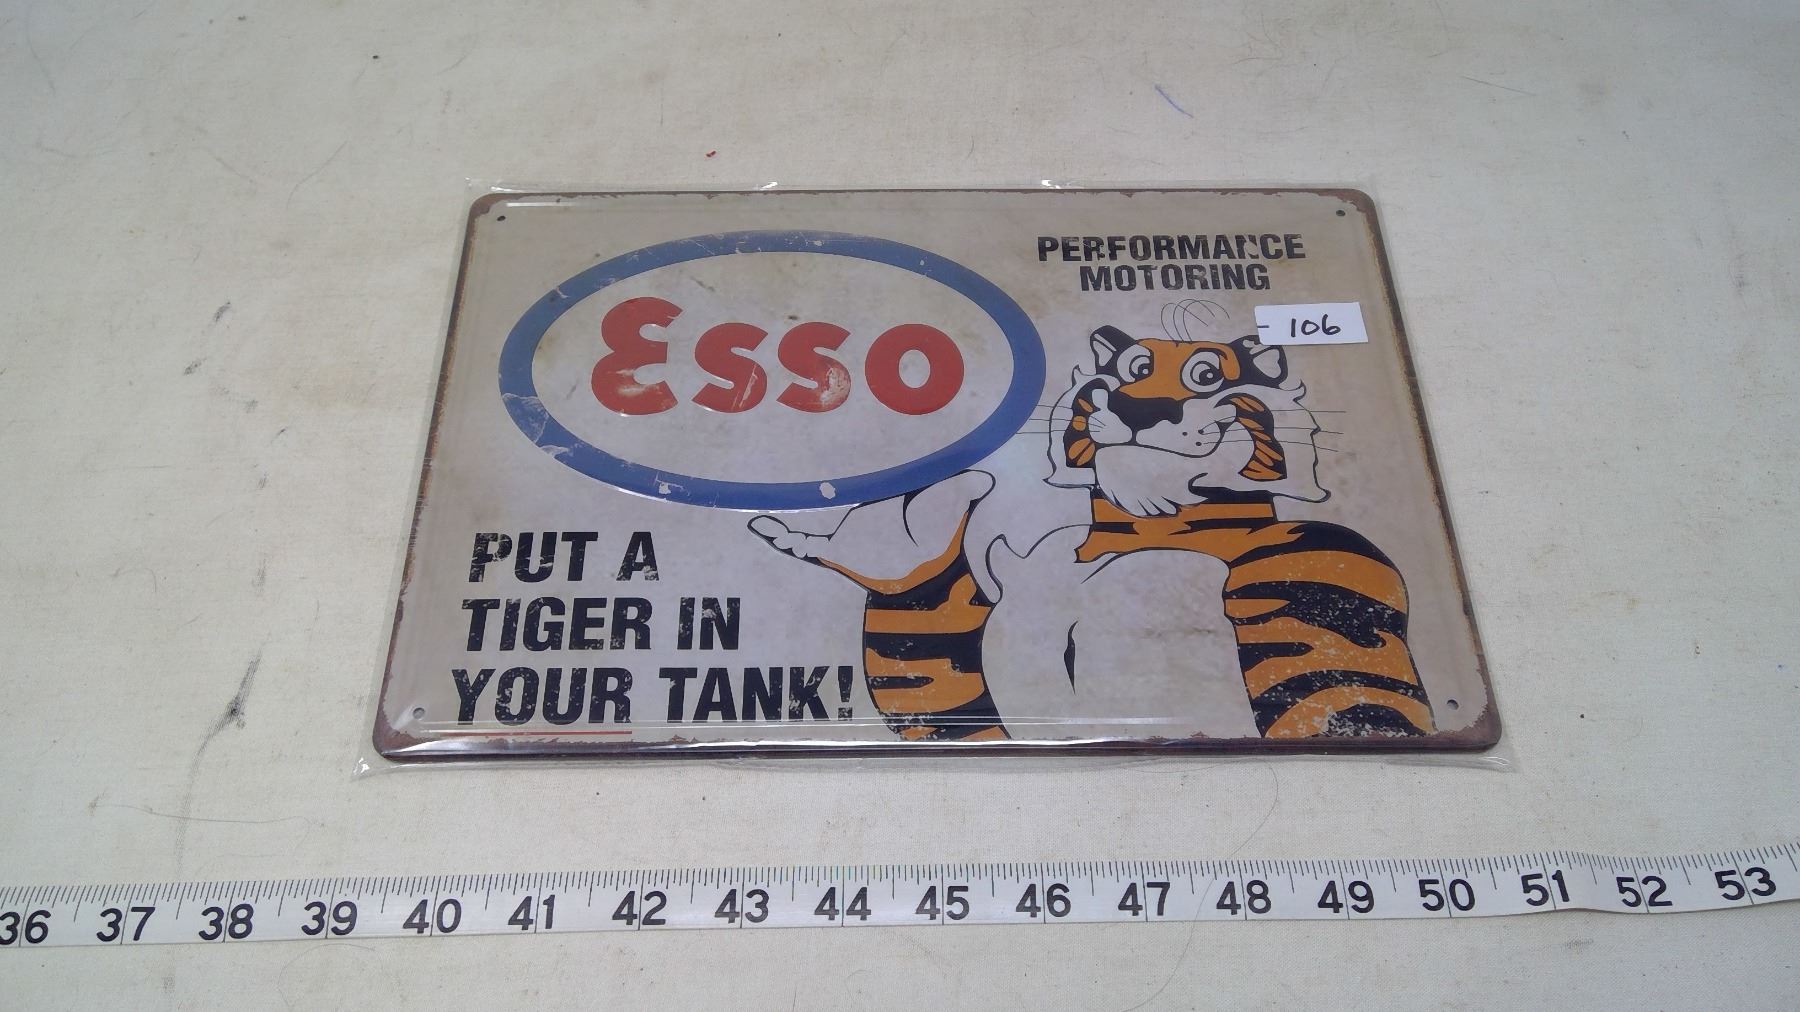 PERFORMANCE
MOTORING
Esso
106
PUT A
TIGER IN
YOUR TANK!
36 37 38 39 40 41 42 43 44 45 46 47 48 49 50 51 52 53